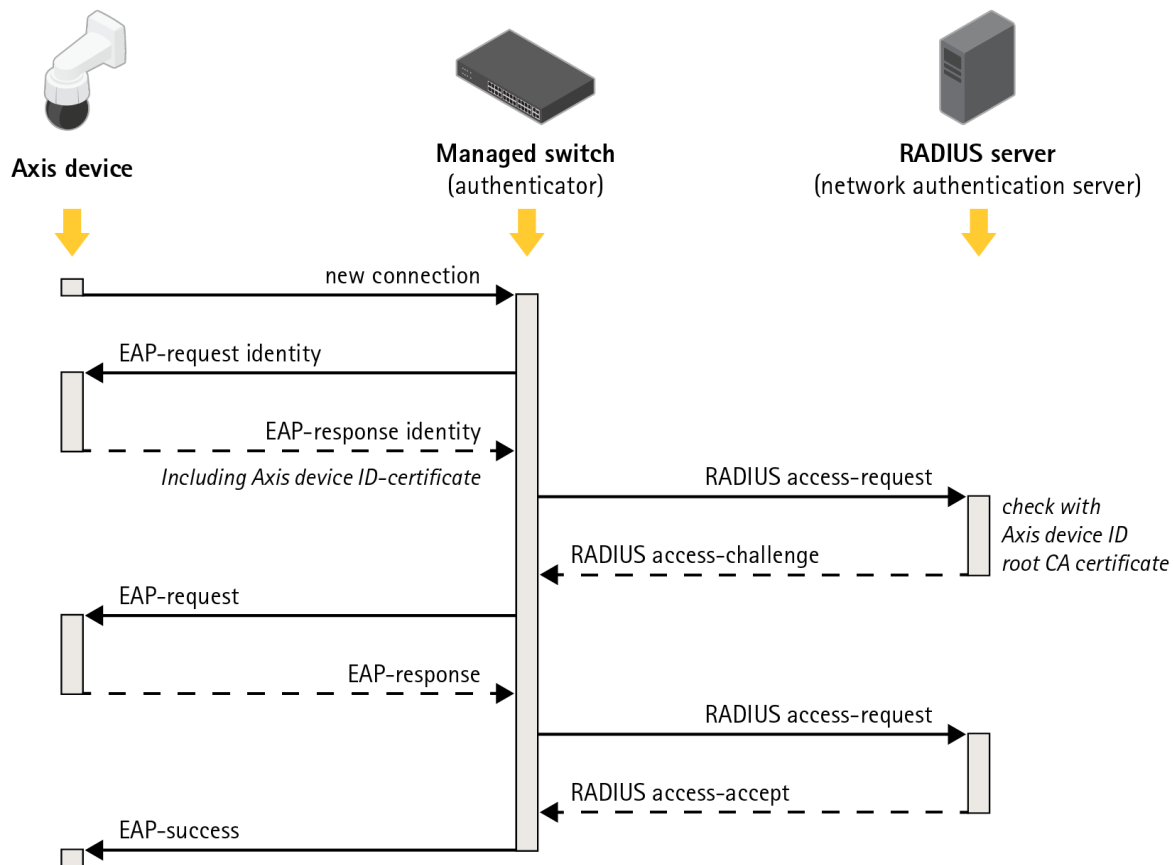 Axis device
Managed switch
(authenticator)
RADIUS server
(network authentication server)
new connection
EAP-request identity
EAP-response identity
Including Axis device ID-certificate
RADIUS access-request
check with
Axis device ID
root CA certificate
RADIUS access-challenge
EAP-request
EAP-response
RADIUS access-request
RADIUS access-accept
EAP-success